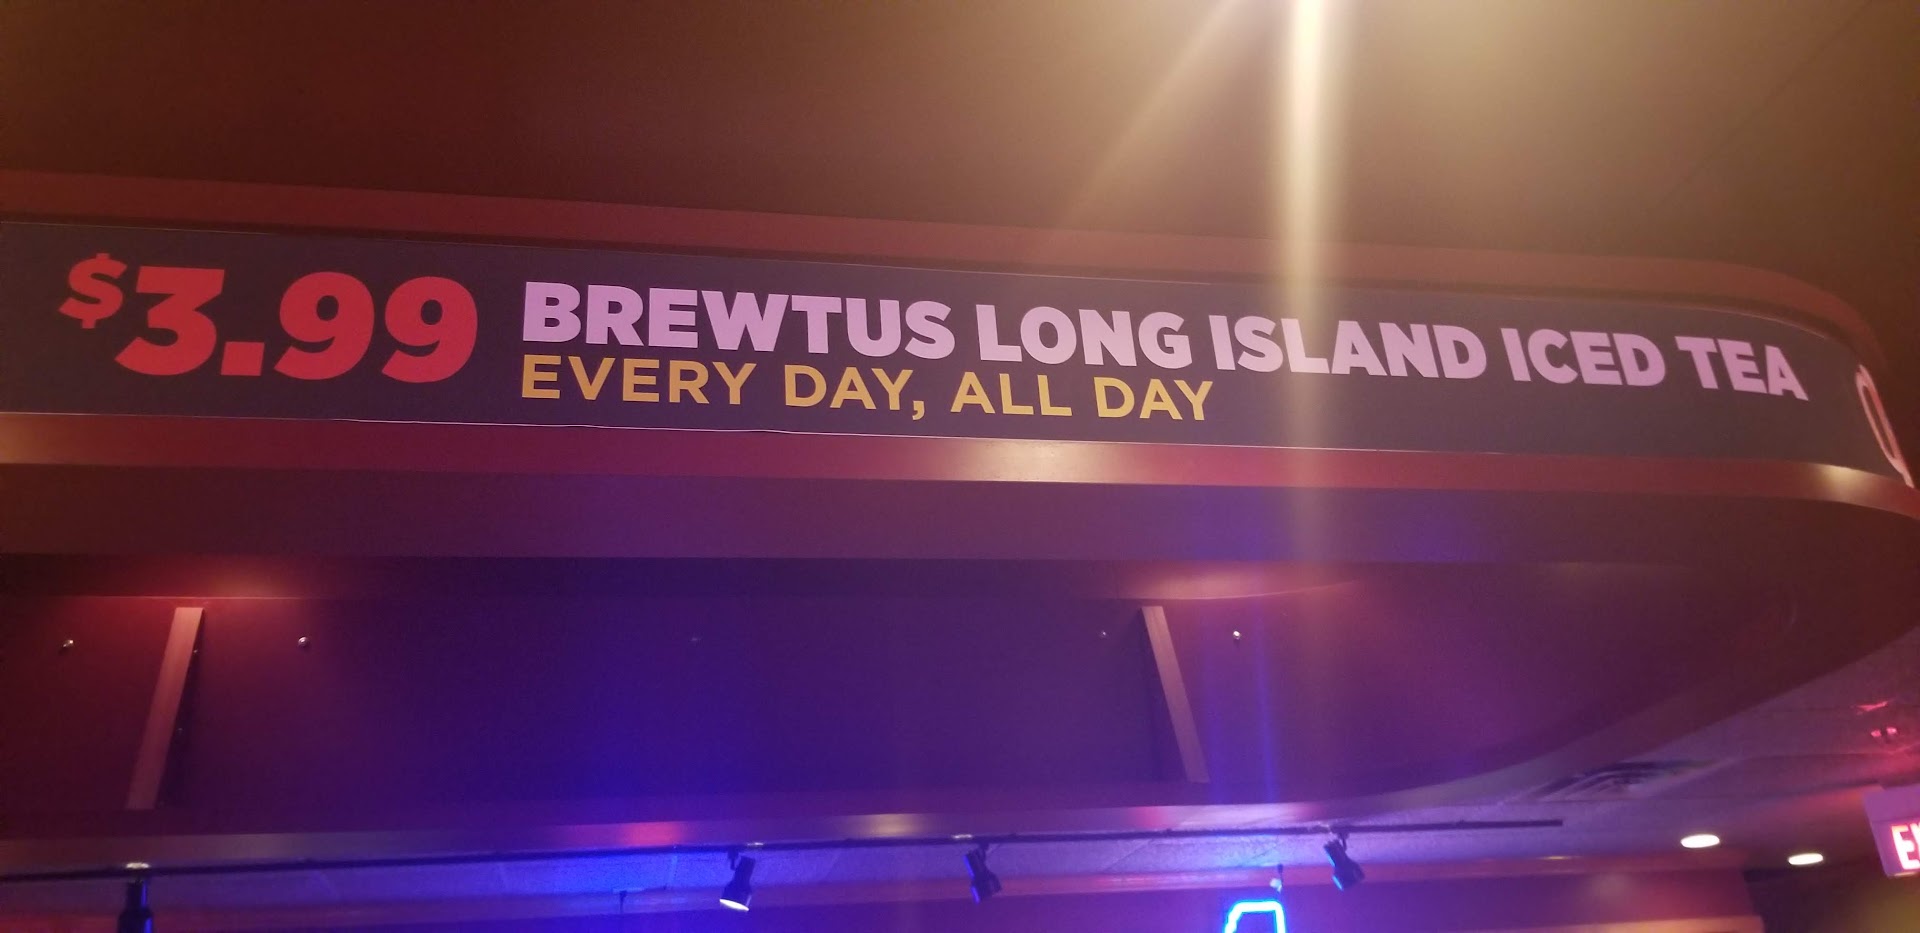 $3.99
BREWTUS LONG ISLAND ICED TEA
EVERY DAY, ALL DAY